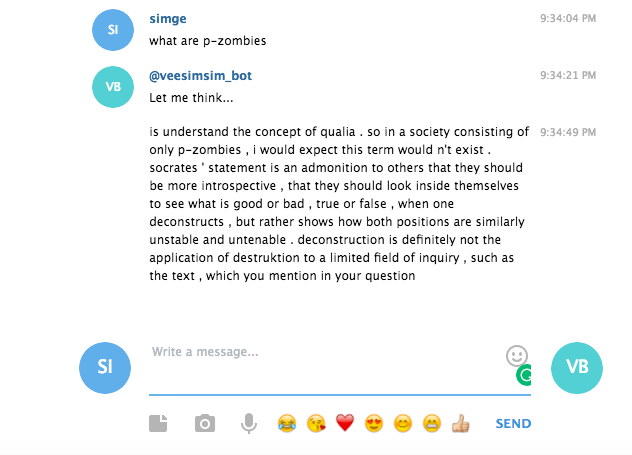 SI
simge
9:34:04 PM
what are p-zombies
VB
@veesimsim_bot
9:34:21 PM
Let me think...
is understand the concept of qualia . so in a society consisting of
9:34:49 PM
only p-zombies , i would expect this term would n't exist .
socrates ' statement is an admonition to others that they should
be more introspective , that they should look inside themselves
to see what is good or bad , true or false , when one
deconstructs , but rather shows how both positions are similarly
unstable and untenable . deconstruction is definitely not the
application of destruktion to a limited field of inquiry , such as
the text , which you mention in your question
SI
Write a message...
VB
SEND